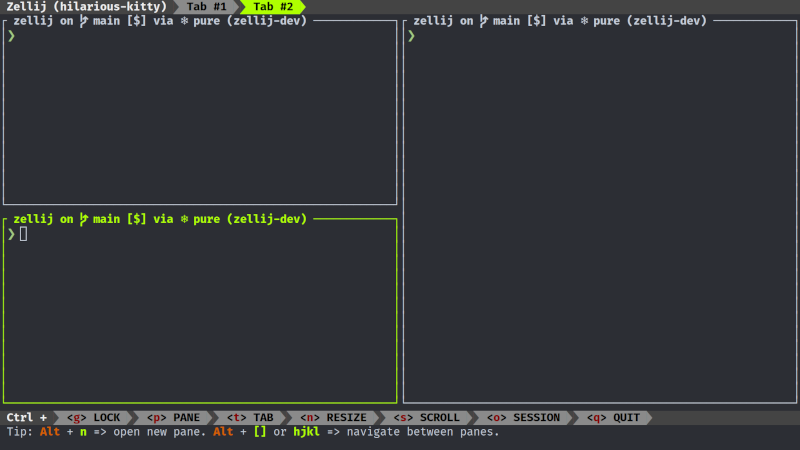 Zellij (hilarious-kitty) Tab #1 Tab #2
zellij on main [$] via ❄ pure (zellij-dev)
❯
zellij on main [$] via ❄ pure (zellij-dev)
❯
zellij on main [$] via ❄ pure (zellij-dev)
❯
Ctrl + <g> LOCK <p> PANE <t> TAB <n> RESIZE <s> SCROLL <o> SESSION <q> QUIT
Tip: Alt + n => open new pane. Alt + [] or hjkl => navigate between panes.